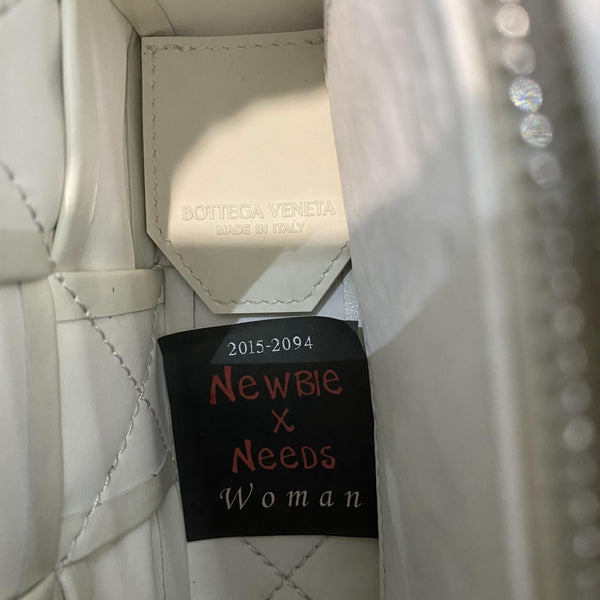 BOTTEGA VENETA
MADE IN ITALY
2015-2094
NEWBIE
X
NEEDS
Woman